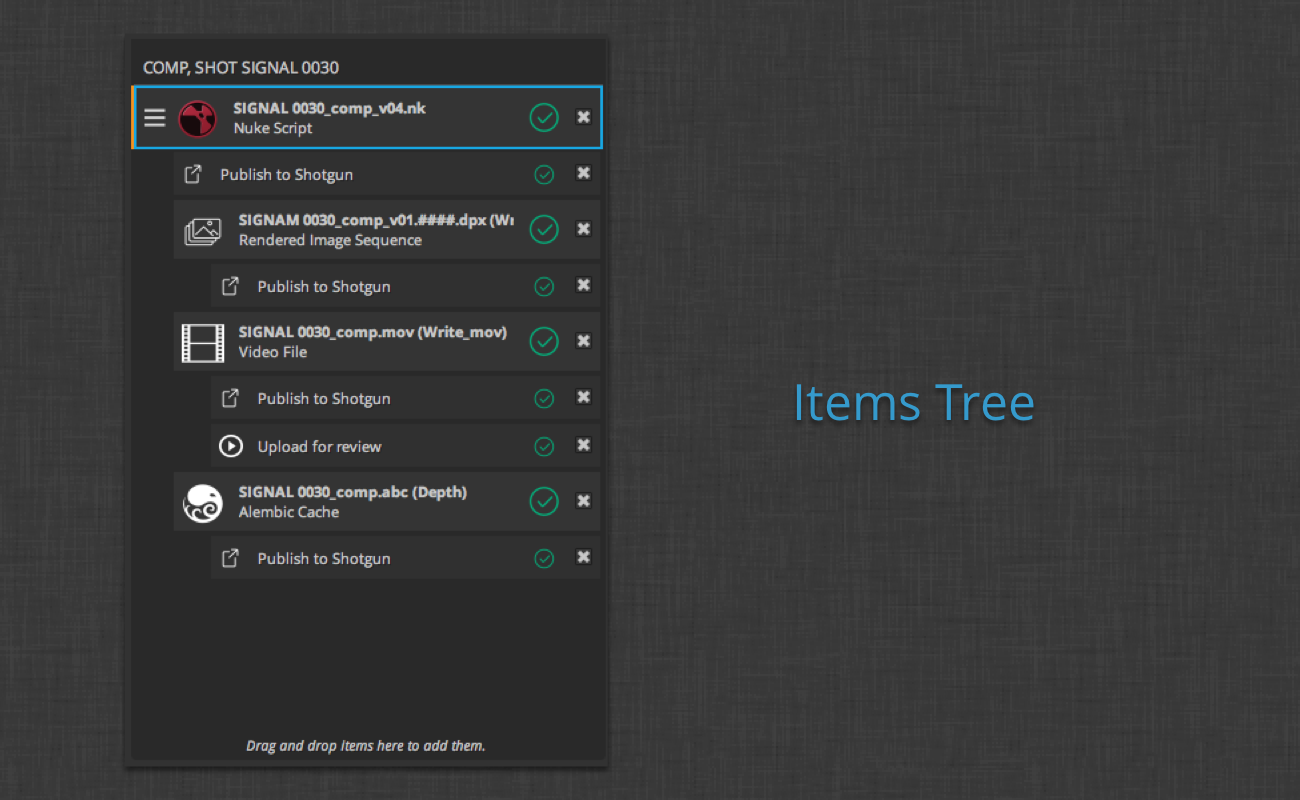 COMP, SHOT SIGNAL 0030
SIGNAL 0030_comp_v04.nk
Nuke Script
Publish to Shotgun
SIGNAM 0030_comp_v01.####.dpx (Wr
Rendered Image Sequence
Publish to Shotgun
SIGNAL 0030_comp.mov (Write_mov)
Video File
Publish to Shotgun
Upload for review
SIGNAL 0030_comp.abc (Depth)
Alembic Cache
Publish to Shotgun
Drag and drop items here to add them.
Items Tree